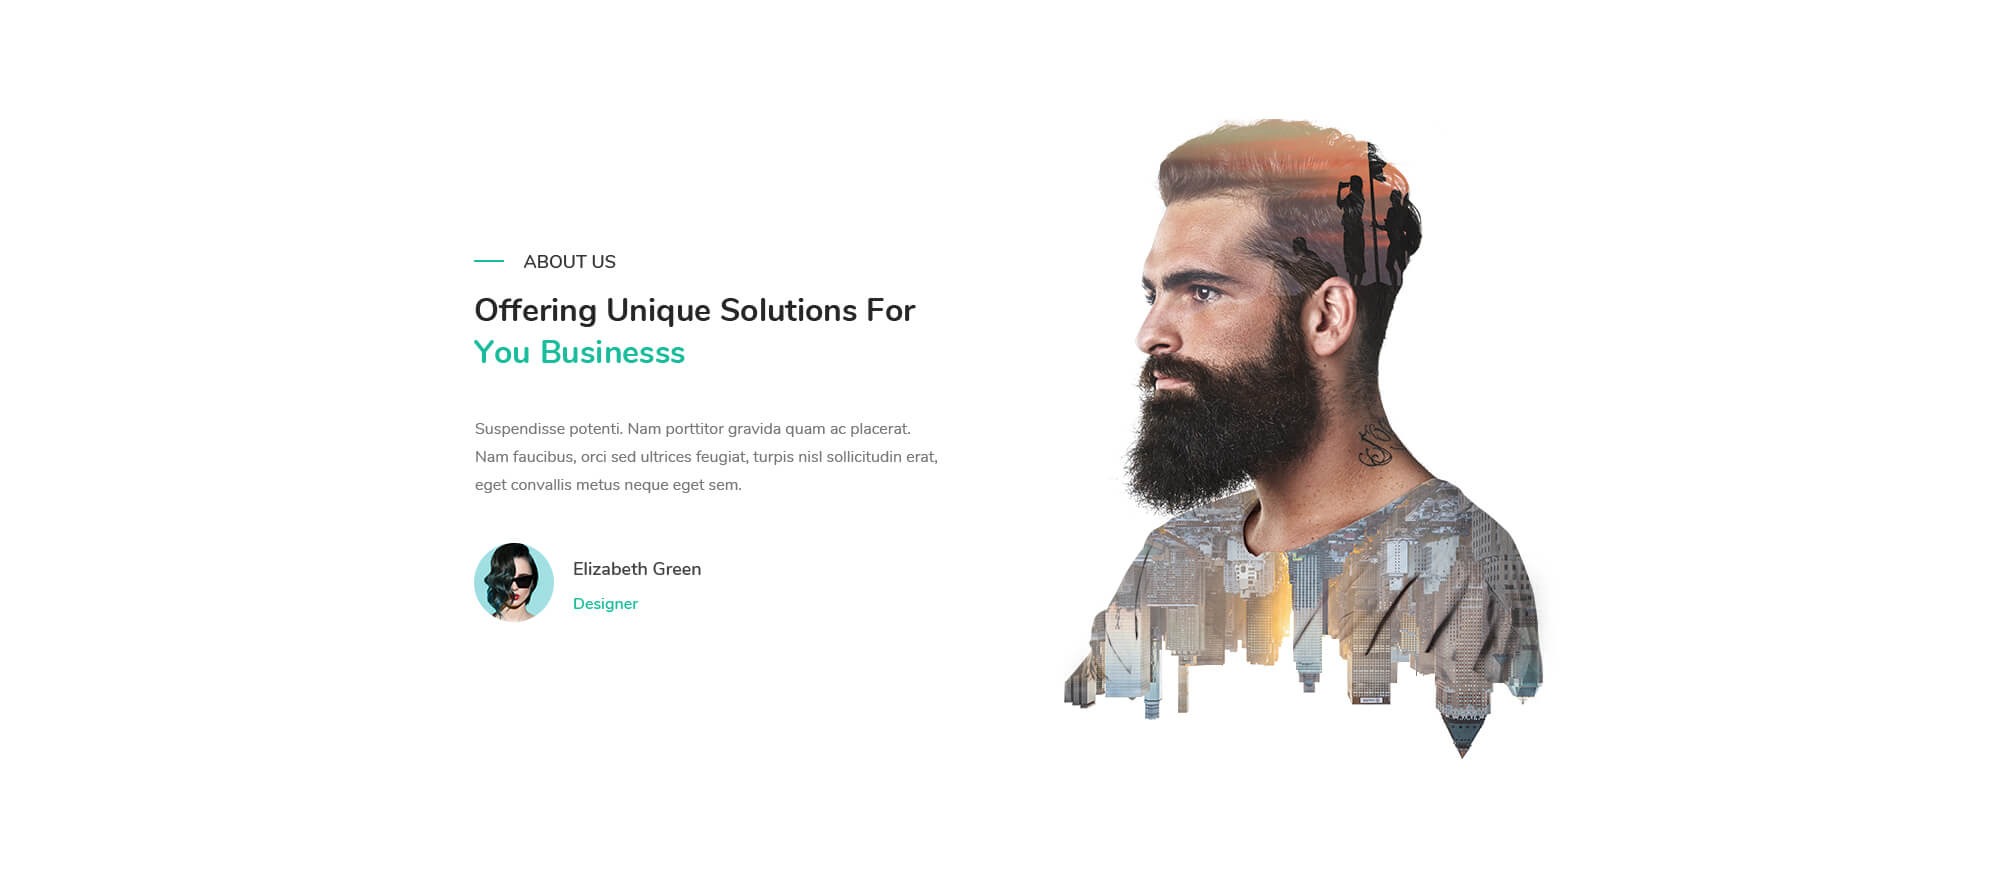 ABOUT US
Offering Unique Solutions For
You Businesss
Suspendisse potenti. Nam porttitor gravida quam ac placerat.
Nam faucibus, orci sed ultrices feugiat, turpis nisl sollicitudin erat,
eget convallis metus neque eget sem.
Elizabeth Green
Designer